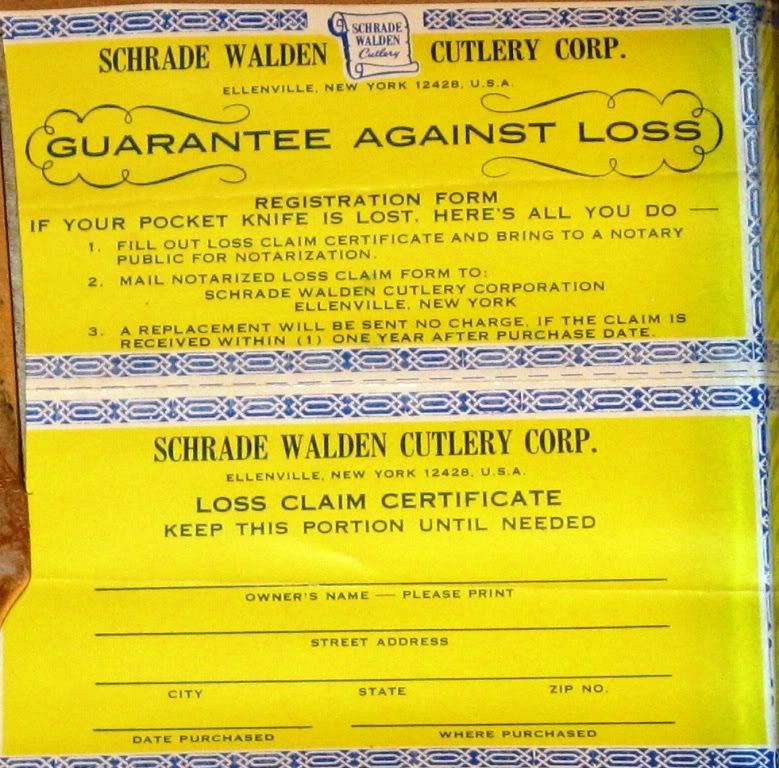 SCHRADE WALDEN Cutlery
SCHRADE WALDEN CUTLERY CORP.
ELLENVILLE, NEW YORK 12428, U.S.A.
GUARANTEE AGAINST LOSS
REGISTRATION FORM
IF YOUR POCKET KNIFE IS LOST, HERE'S ALL YOU DO —
1. FILL OUT LOSS CLAIM CERTIFICATE AND BRING TO A NOTARY
PUBLIC FOR NOTARIZATION.
2. MAIL NOTARIZED LOSS CLAIM FORM TO:
SCHRADE WALDEN CUTLERY CORPORATION
ELLENVILLE, NEW YORK
3. A REPLACEMENT WILL BE SENT NO CHARGE, IF THE CLAIM IS
RECEIVED WITHIN (1) ONE YEAR AFTER PURCHASE DATE.
SCHRADE WALDEN CUTLERY CORP.
ELLENVILLE, NEW YORK 12428, U.S.A.
LOSS CLAIM CERTIFICATE
KEEP THIS PORTION UNTIL NEEDED
OWNER'S NAME — PLEASE PRINT
STREET ADDRESS
CITY STATE ZIP NO.
DATE PURCHASED WHERE PURCHASED